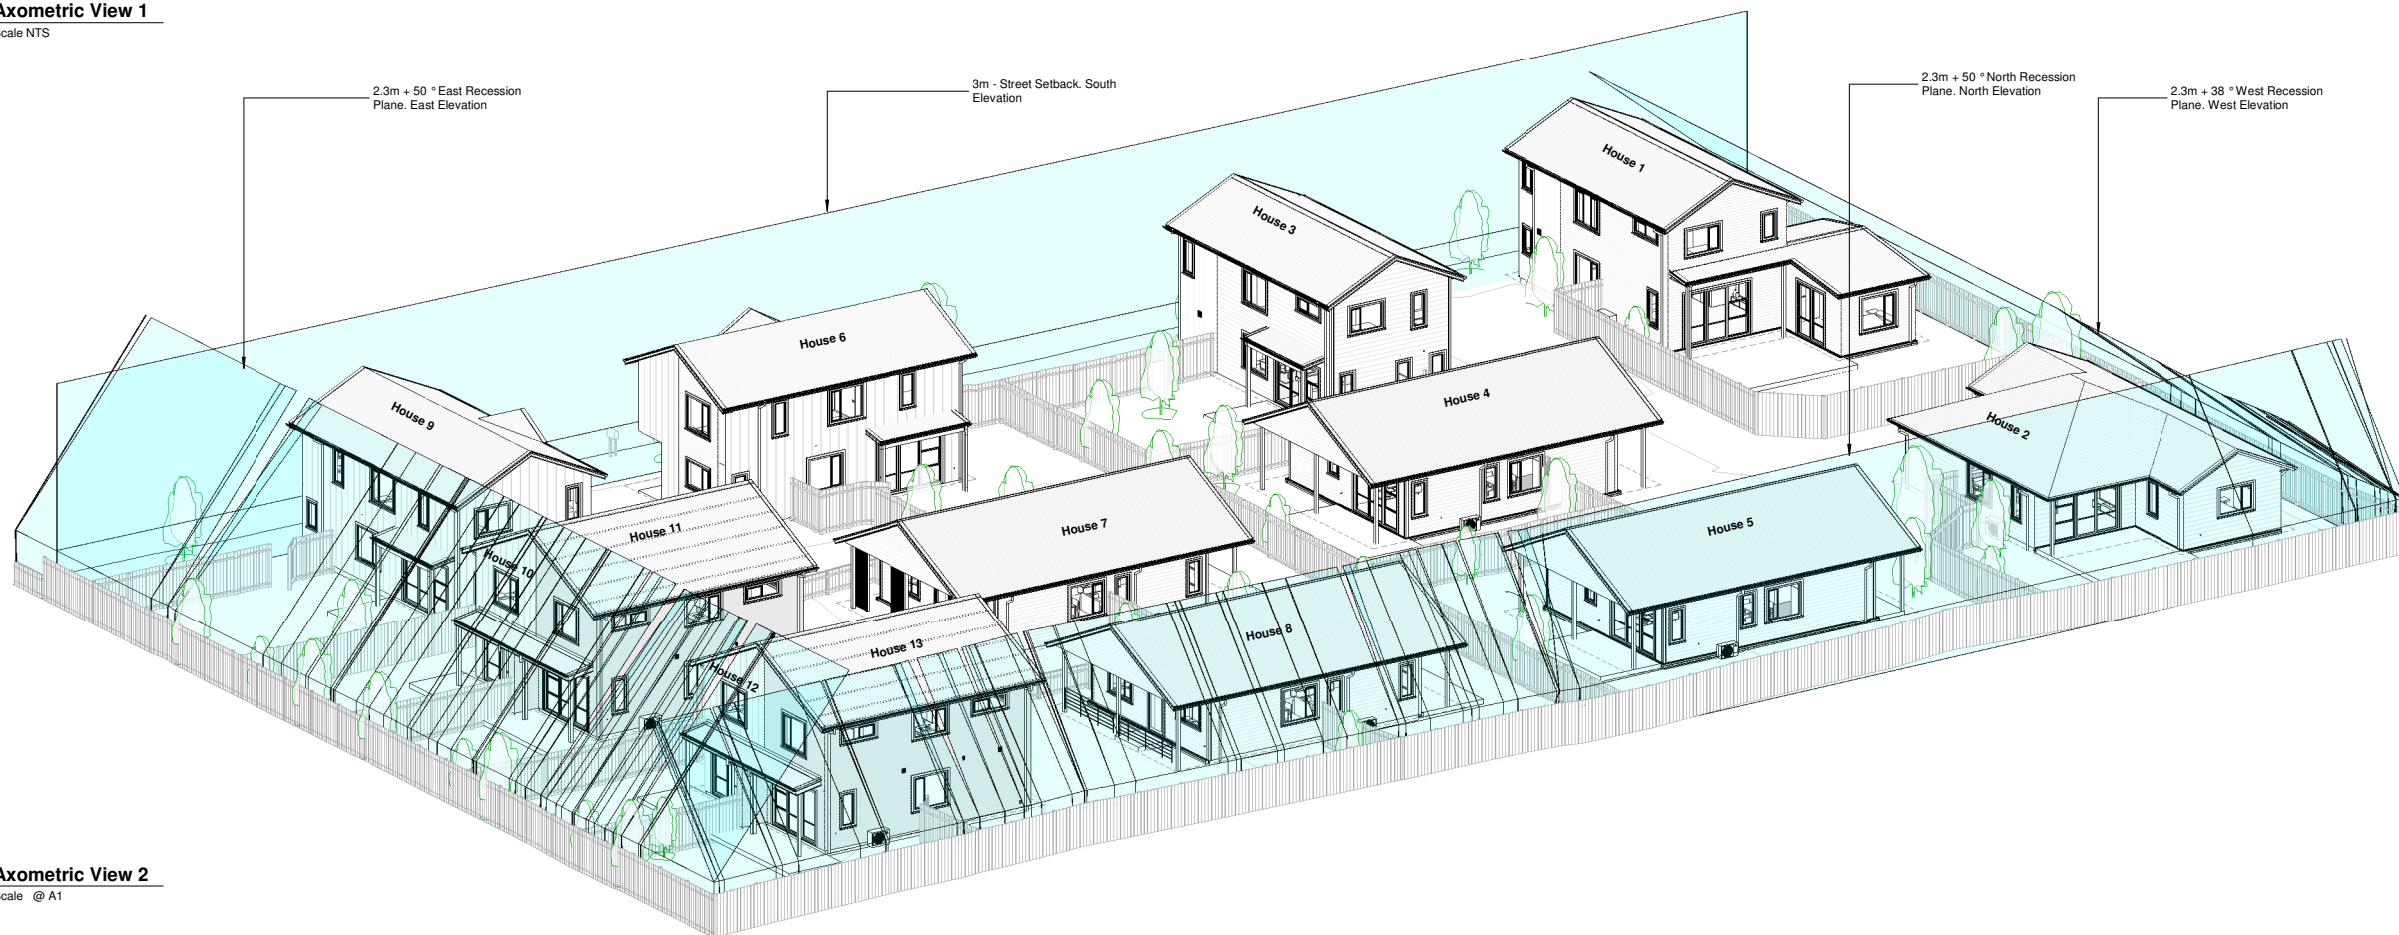 Axometric View 1
Scale NTS
2.3m + 50 ° East Recession
Plane. East Elevation
3m - Street Setback. South
Elevation
2.3m + 50 ° North Recession
Plane. North Elevation
2.3m + 38 ° West Recession
Plane. West Elevation
House 1
House 3
House 6
House 4
House 9
House 2
House 11
House 7
House 5
House 10
House 8
House 13
House 12
Axometric View 2
Scale @ A1